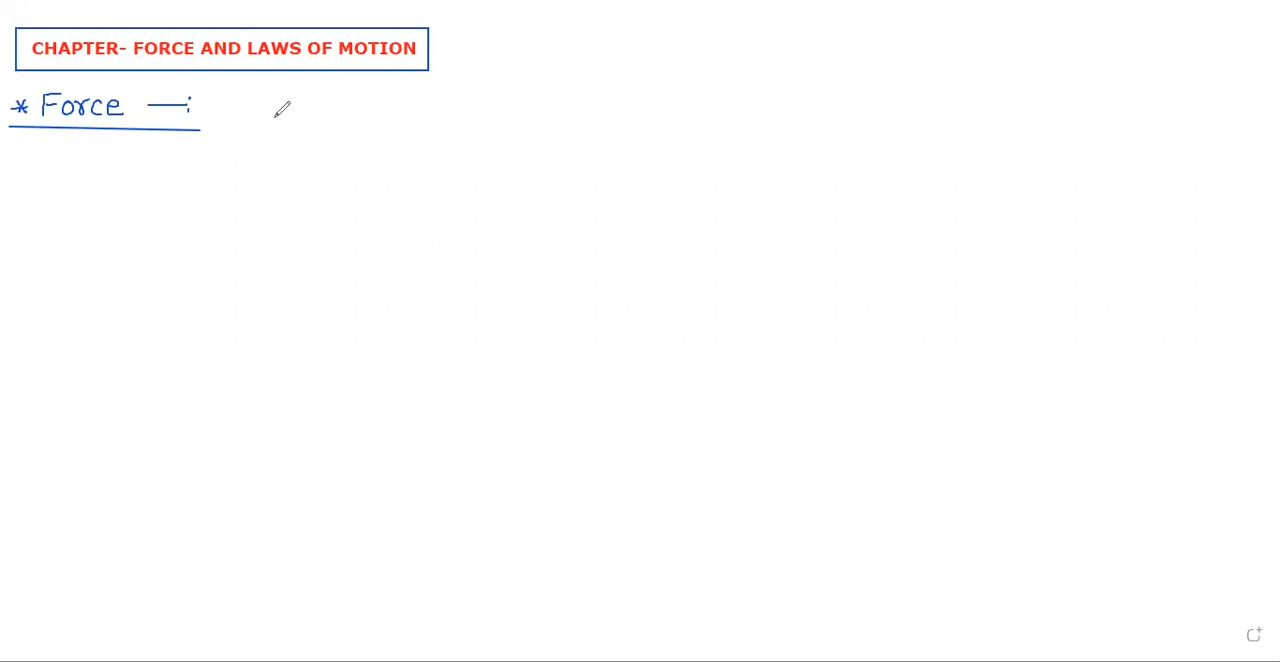 CHAPTER- FORCE AND LAWS OF MOTION
* Force —: